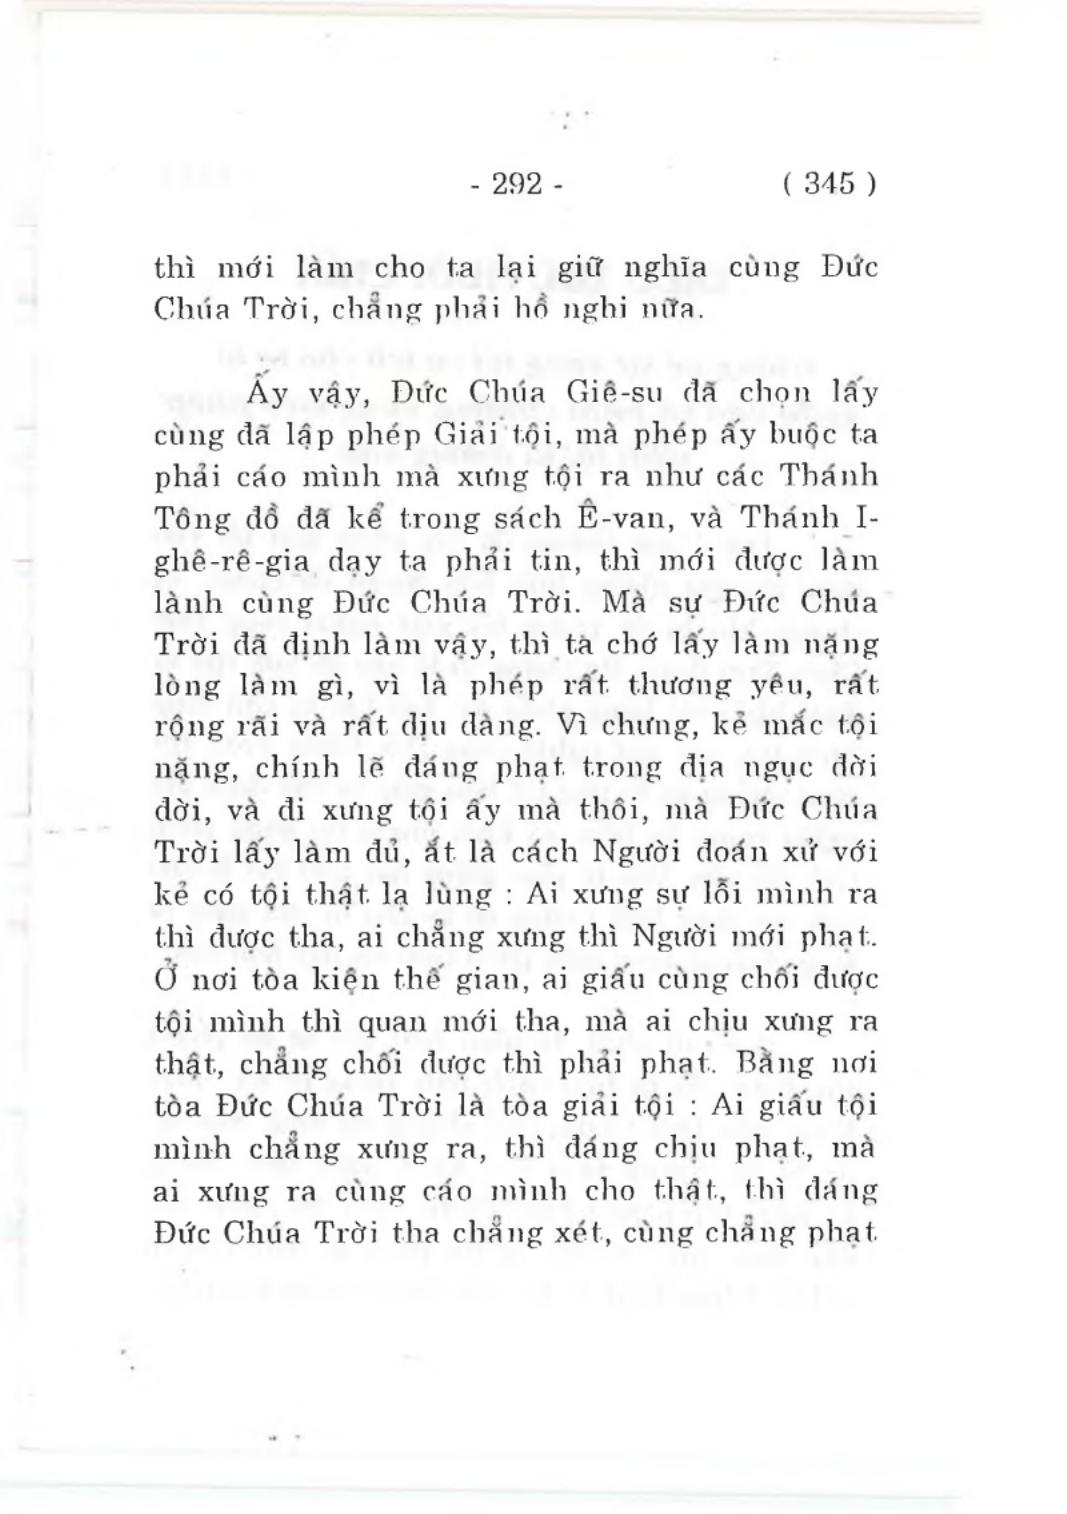 - 292 - ( 345 )
thì mới làm cho ta lại giữ nghĩa cùng Đức
Chúa Trời, chẳng phải hồ nghi nữa.
Ấy vậy, Đức Chúa Giê-su đã chọn lấy
cùng đã lập phép Giải tội, mà phép ấy buộc ta
phải cáo mình mà xưng tội ra như các Thánh
Tông đồ đã kể trong sách Ê-van, và Thánh I-
ghê-rê-gia dạy ta phải tin, thì mới được làm
lành cùng Đức Chúa Trời. Mà sự Đức Chúa
Trời đã định làm vậy, thì ta chớ lấy làm nặng
lòng làm gì, vì là phép rất thương yêu, rất
rộng rãi và rất dịu dàng. Vì chưng, kẻ mắc tội
nặng, chính lẽ đáng phạt trong địa ngục đời
đời, và đi xưng tội ấy mà thôi, mà Đức Chúa
Trời lấy làm đủ, ắt là cách Người đoán xử với
kẻ có tội thật lạ lùng : Ai xưng sự lỗi mình ra
thì được tha, ai chẳng xưng thì Người mới phạt.
Ở nơi tòa kiện thế gian, ai giấu cùng chối được
tội mình thì quan mới tha, mà ai chịu xưng ra
thật, chẳng chối được thì phải phạt. Bằng nơi
tòa Đức Chúa Trời là tòa giải tội : Ai giấu tội
mình chẳng xưng ra, thì đáng chịu phạt, mà
ai xưng ra cùng cáo mình cho thật, thì đáng
Đức Chúa Trời tha chẳng xét, cùng chẳng phạt